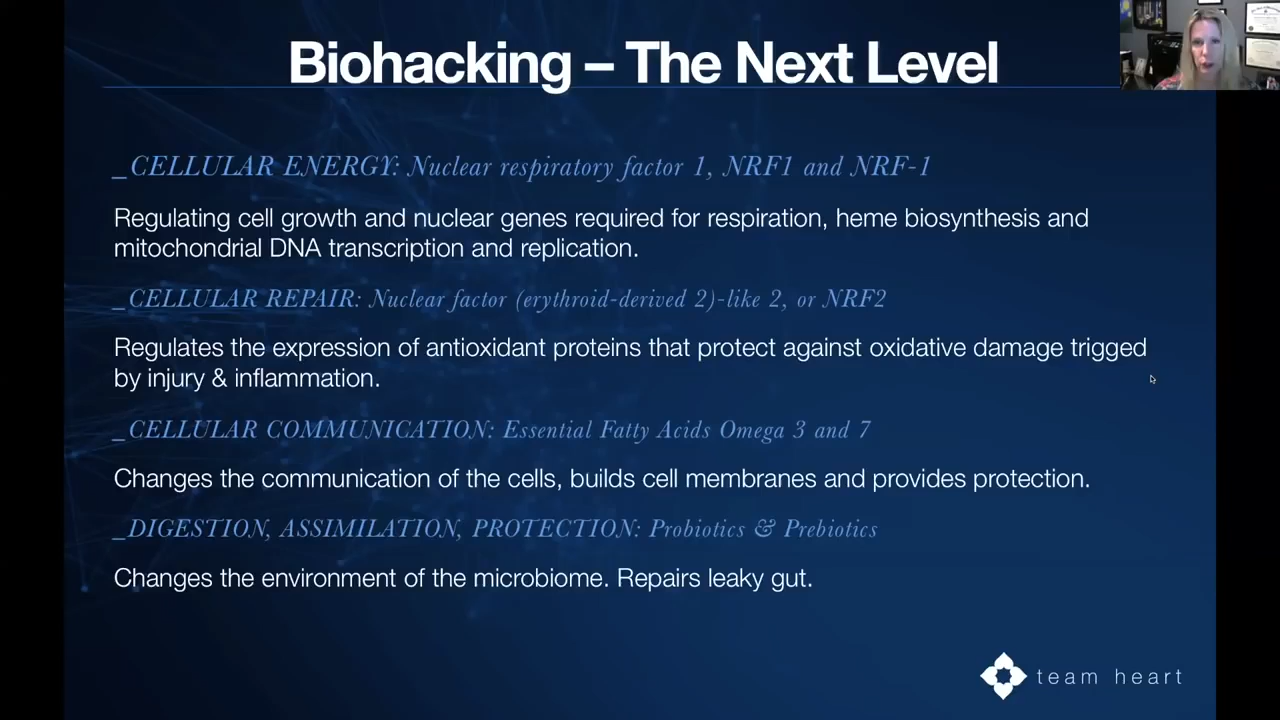 Biohacking – The Next Level
_CELLULAR ENERGY: Nuclear respiratory factor 1, NRF1 and NRF-1
Regulating cell growth and nuclear genes required for respiration, heme biosynthesis and
mitochondrial DNA transcription and replication.
_CELLULAR REPAIR: Nuclear factor (erythroid-derived 2)-like 2, or NRF2
Regulates the expression of antioxidant proteins that protect against oxidative damage trigged
by injury & inflammation.
_CELLULAR COMMUNICATION: Essential Fatty Acids Omega 3 and 7
Changes the communication of the cells, builds cell membranes and provides protection.
_DIGESTION, ASSIMILATION, PROTECTION: Probiotics & Prebiotics
Changes the environment of the microbiome. Repairs leaky gut.
team heart